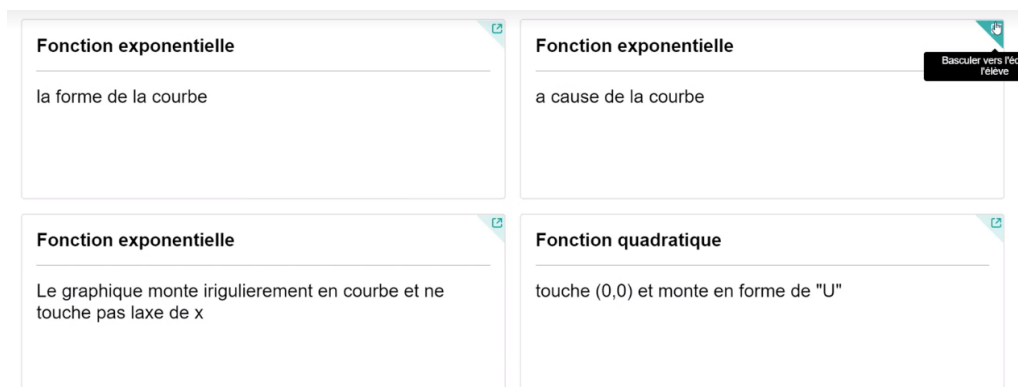 Fonction exponentielle
la forme de la courbe
Fonction exponentielle
Basculer vers l'éc
l'élève
a cause de la courbe
Fonction exponentielle
Le graphique monte irigulierement en courbe et ne
touche pas laxe de x
Fonction quadratique
touche (0,0) et monte en forme de "U"